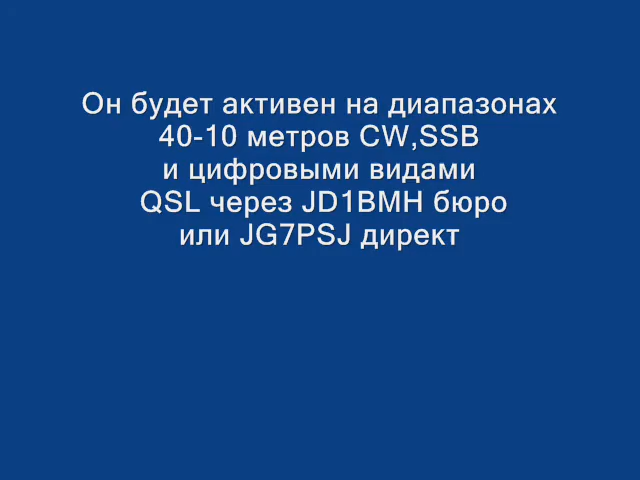 Он будет активен на диапазонах
40-10 метров CW,SSB
и цифровыми видами
QSL через JD1BMH бюро
или JG7PSJ директ